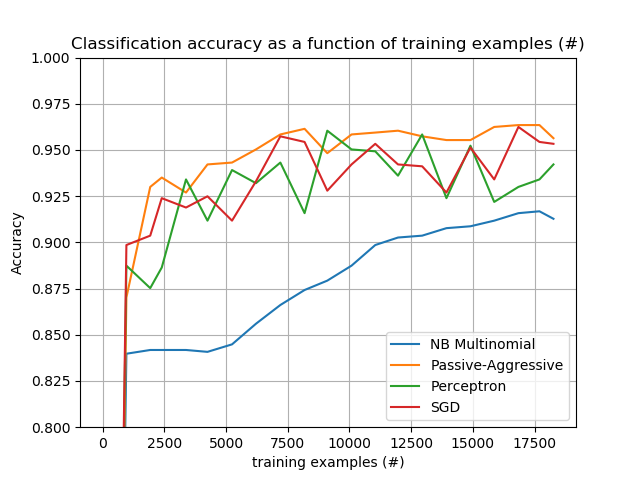 Classification accuracy as a function of training examples (#)
1.000
0.975
0.950
0.925
0.900
0.875
0.850
0.825
0.800
Accuracy
NB Multinomial
Passive-Aggressive
Perceptron
SGD
0 2500 5000 7500 10000 12500 15000 17500
training examples (#)